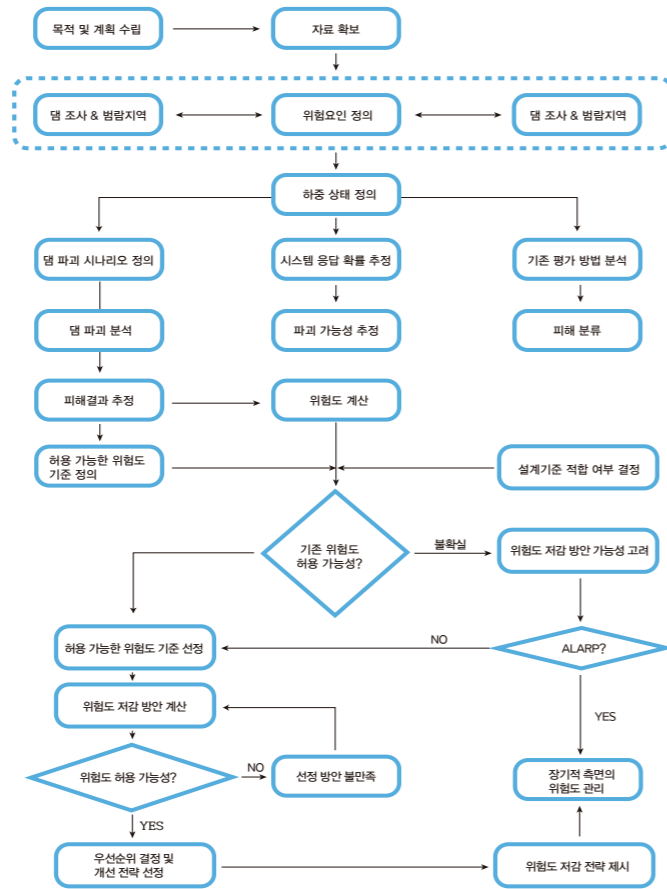 목적 및 계획 수립
자료 확보
댐 조사 & 범람지역
위험요인 정의
댐 조사 & 범람지역
하중 상태 정의
댐 파괴 시나리오 정의
시스템 응답 확률 추정
기존 평가 방법 분석
댐 파괴 분석
파괴 가능성 추정
피해 분류
피해결과 추정
위험도 계산
허용 가능한 위험도
기준 정의
설계기준 적합 여부 결정
기존 위험도
허용 가능성?
불확실
위험도 저감 방안 가능성 고려
허용 가능한 위험도 기준 선정
NO
ALARP?
위험도 저감 방안 계산
YES
위험도 허용 가능성?
NO
선정 방안 불만족
장기적 측면의
위험도 관리
YES
우선순위 결정 및
개선 전략 선정
위험도 저감 전략 제시